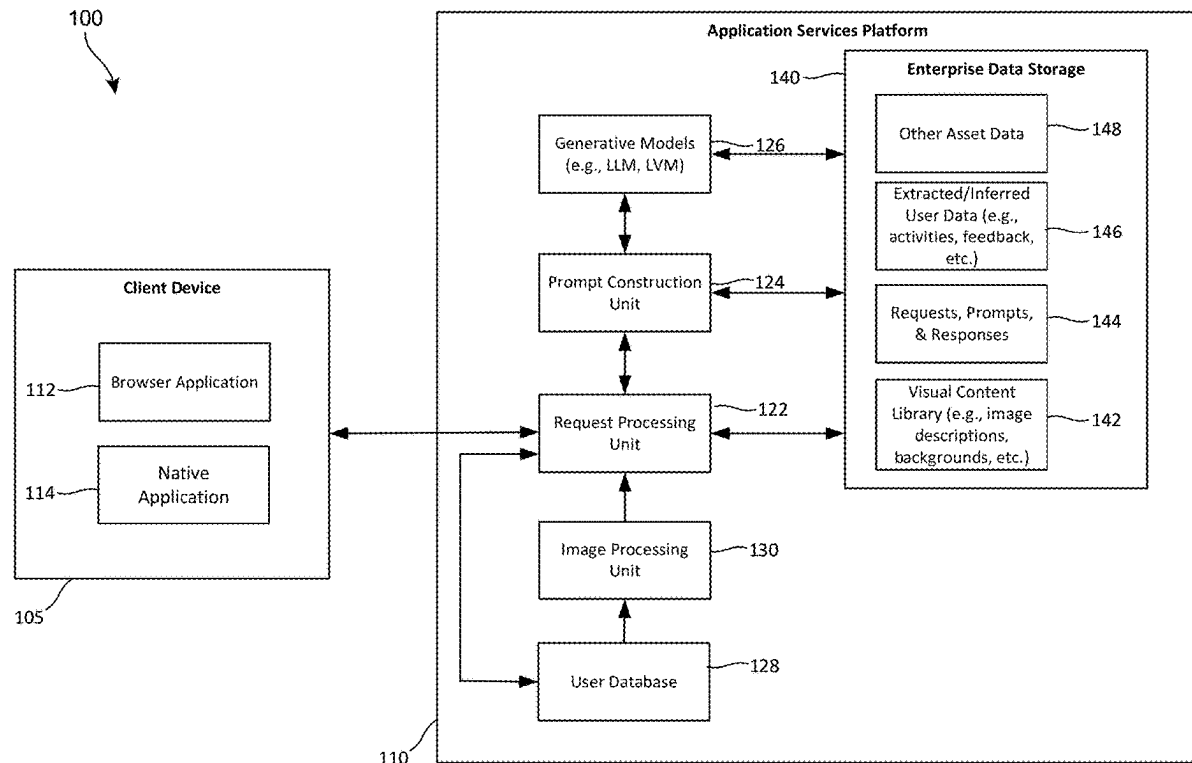 100
Application Services Platform
140
Enterprise Data Storage
Generative Models
(e.g., LLM, LVM)
126
Other Asset Data
148
Extracted/Inferred
User Data (e.g.,
activities, feedback,
etc.)
146
Client Device
Prompt Construction
Unit
124
Requests, Prompts,
& Responses
144
112
Browser Application
Request Processing
Unit
122
Visual Content
Library (e.g., image
descriptions,
backgrounds, etc.)
142
114
Native
Application
Image Processing
Unit
130
105
User Database
128
110